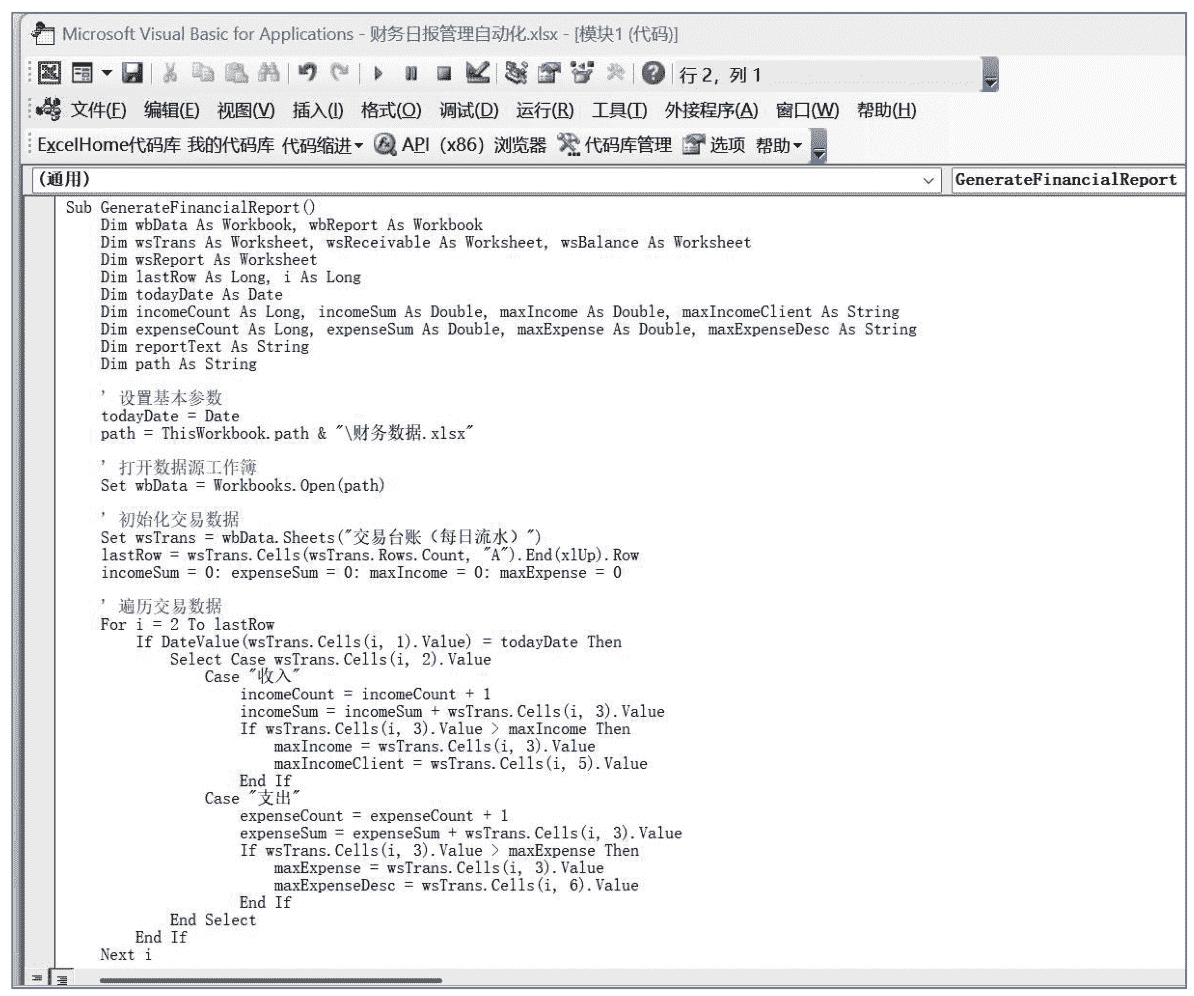 Microsoft Visual Basic for Applications - 财务日报管理自动化.xlsx - [模块1 (代码)]
行 2，列 1
文件(F) 编辑(E) 视图(V) 插入(I) 格式(O) 调试(D) 运行(R) 工具(T) 外接程序(A) 窗口(W) 帮助(H)
ExcelHome代码库 我的代码库 代码缩进 API（x86）浏览器 代码库管理 选项 帮助
(通用) GenerateFinancialReport
Sub GenerateFinancialReport()
Dim wbData As Workbook, wbReport As Workbook
Dim wsTrans As Worksheet, wsReceivable As Worksheet, wsBalance As Worksheet
Dim wsReport As Worksheet
Dim lastRow As Long, i As Long
Dim todayDate As Date
Dim incomeCount As Long, incomeSum As Double, maxIncome As Double, maxIncomeClient As String
Dim expenseCount As Long, expenseSum As Double, maxExpense As Double, maxExpenseDesc As String
Dim reportText As String
Dim path As String
' 设置基本参数
todayDate = Date
path = ThisWorkbook.path & "\财务数据.xlsx"
' 打开数据源工作簿
Set wbData = Workbooks.Open(path)
' 初始化交易数据
Set wsTrans = wbData.Sheets("交易台账（每日流水）")
lastRow = wsTrans.Cells(wsTrans.Rows.Count, "A").End(xlUp).Row
incomeSum = 0: expenseSum = 0: maxIncome = 0: maxExpense = 0
' 遍历交易数据
For i = 2 To lastRow
If DateValue(wsTrans.Cells(i, 1).Value) = todayDate Then
Select Case wsTrans.Cells(i, 2).Value
Case "收入"
incomeCount = incomeCount + 1
incomeSum = incomeSum + wsTrans.Cells(i, 3).Value
If wsTrans.Cells(i, 3).Value > maxIncome Then
maxIncome = wsTrans.Cells(i, 3).Value
maxIncomeClient = wsTrans.Cells(i, 5).Value
End If
Case "支出"
expenseCount = expenseCount + 1
expenseSum = expenseSum + wsTrans.Cells(i, 3).Value
If wsTrans.Cells(i, 3).Value > maxExpense Then
maxExpense = wsTrans.Cells(i, 3).Value
maxExpenseDesc = wsTrans.Cells(i, 6).Value
End If
End Select
End If
Next i